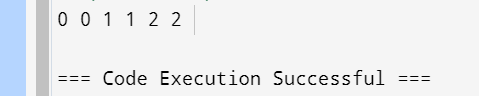 0 0 1 1 2 2
=== Code Execution Successful ===